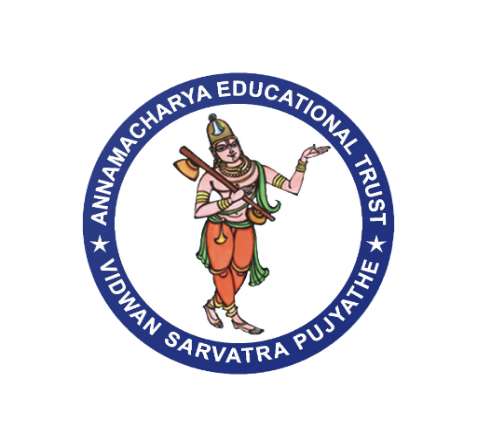 ANNAMACHARYA EDUCATIONAL TRUST
VIDWAN SARVATRA PUJYATHE